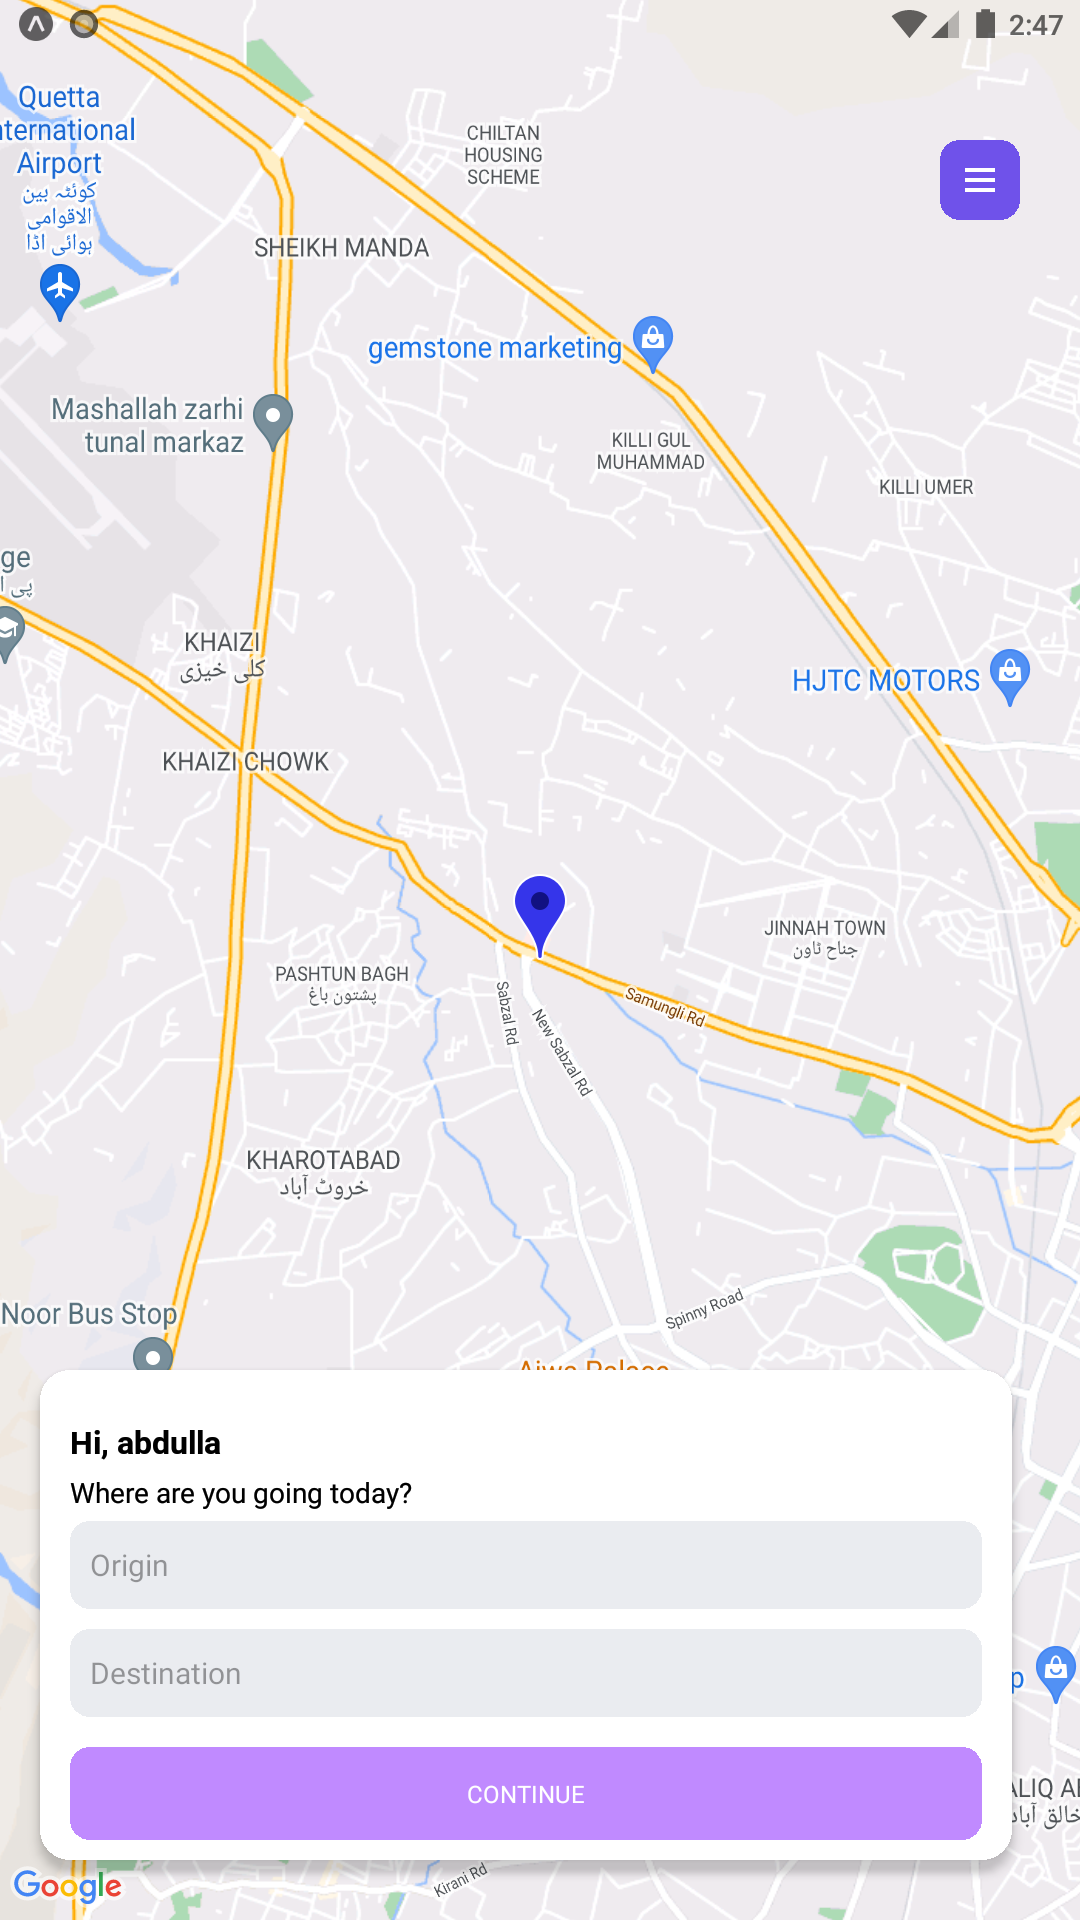 2:47
Quetta
nternational
Airport
کوئٹہ بین
الاقوامی
ہوائی اڈا
CHILTAN
HOUSING
SCHEME
SHEIKH MANDA
gemstone marketing
Mashallah zarhi
tunal markaz
KILLI GUL
MUHAMMAD
KILLI UMER
ge
KHAIZI
کلی خیزی
HJTC MOTORS
KHAIZI CHOWK
JINNAH TOWN
جناح ٹاون
PASHTUN BAGH
پشتون باغ
Sabzal Rd
New Sabzal Rd
Samungli Rd
KHAROTABAD
خروٹ آباد
Spinny Road
Noor Bus Stop
Hi, abdulla
Where are you going today?
Origin
Destination
p
CONTINUE
ALIQ A
خالق آباد
Kirani Rd
Google